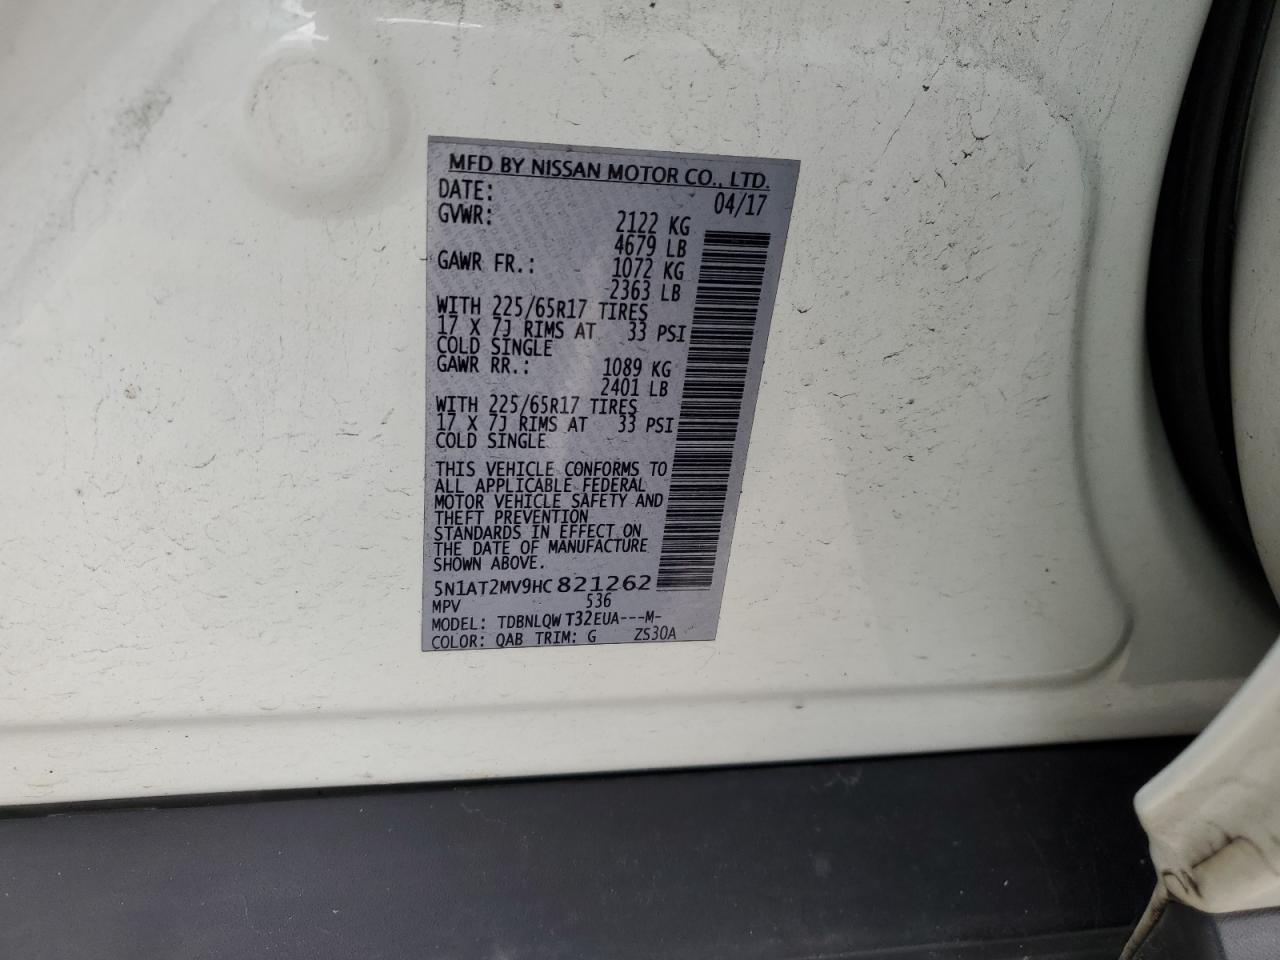 MFD BY NISSAN MOTOR CO., LTD.
DATE: 04/17
GVWR: 2122 KG
4679 LB
GAWR FR.: 1072 KG
2363 LB
WITH 225/65R17 TIRES
17 X 7J RIMS AT 33 PSI
COLD SINGLE
GAWR RR.: 1089 KG
2401 LB
WITH 225/65R17 TIRES
17 X 7J RIMS AT 33 PSI
COLD SINGLE
THIS VEHICLE CONFORMS TO
ALL APPLICABLE FEDERAL
MOTOR VEHICLE SAFETY AND
THEFT PREVENTION
STANDARDS IN EFFECT ON
THE DATE OF MANUFACTURE
SHOWN ABOVE.
5N1AT2MV9HC821262
MPV 536
MODEL: TDBNLQW T32EUA---M-
COLOR: QAB TRIM: G ZS30A